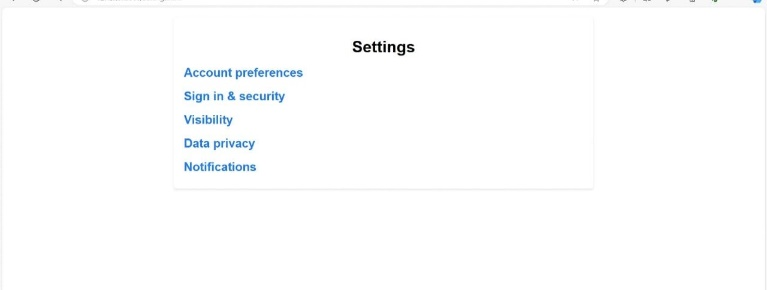 Settings
Account preferences
Sign in & security
Visibility
Data privacy
Notifications